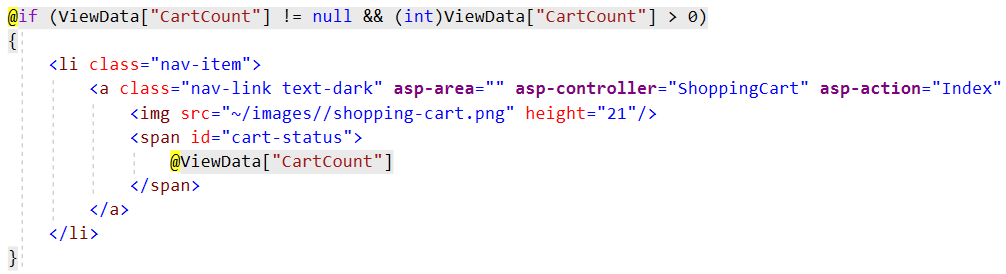 @if (ViewData["CartCount"] != null && (int)ViewData["CartCount"] > 0)
{
    <li class="nav-item">
        <a class="nav-link text-dark" asp-area="" asp-controller="ShoppingCart" asp-action="Index"
            <img src="~/images//shopping-cart.png" height="21"/>
            <span id="cart-status">
                @ViewData["CartCount"]
            </span>
        </a>
    </li>
}